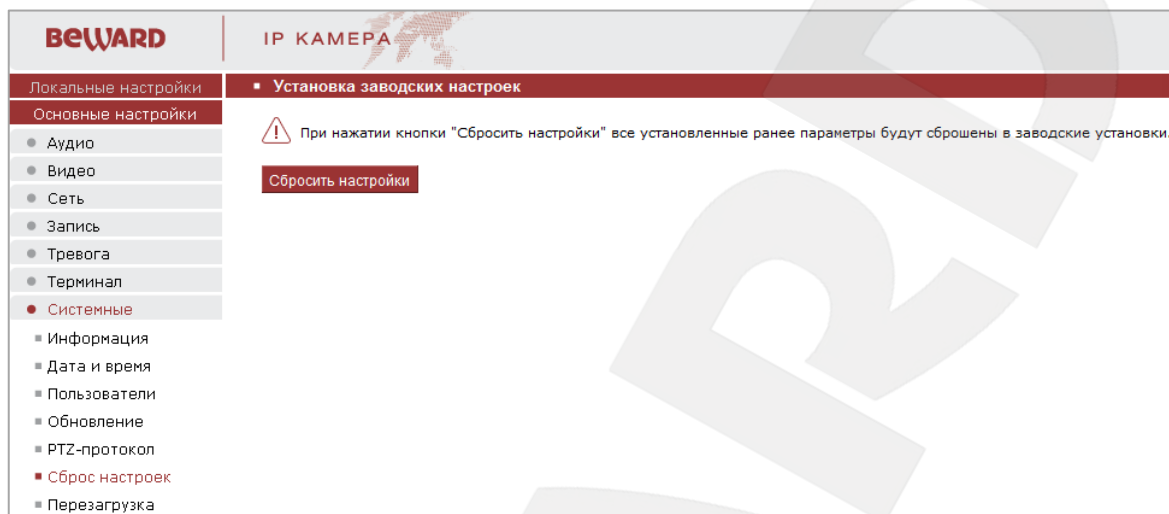 BEWARD
IP КАМЕРА
Локальные настройки
Установка заводских настроек
Основные настройки
При нажатии кнопки "Сбросить настройки" все установленные ранее параметры будут сброшены в заводские установки.
Аудио
Видео
Сбросить настройки
Сеть
Запись
Тревога
Терминал
Системные
Информация
Дата и время
Пользователи
Обновление
PTZ-протокол
Сброс настроек
Перезагрузка